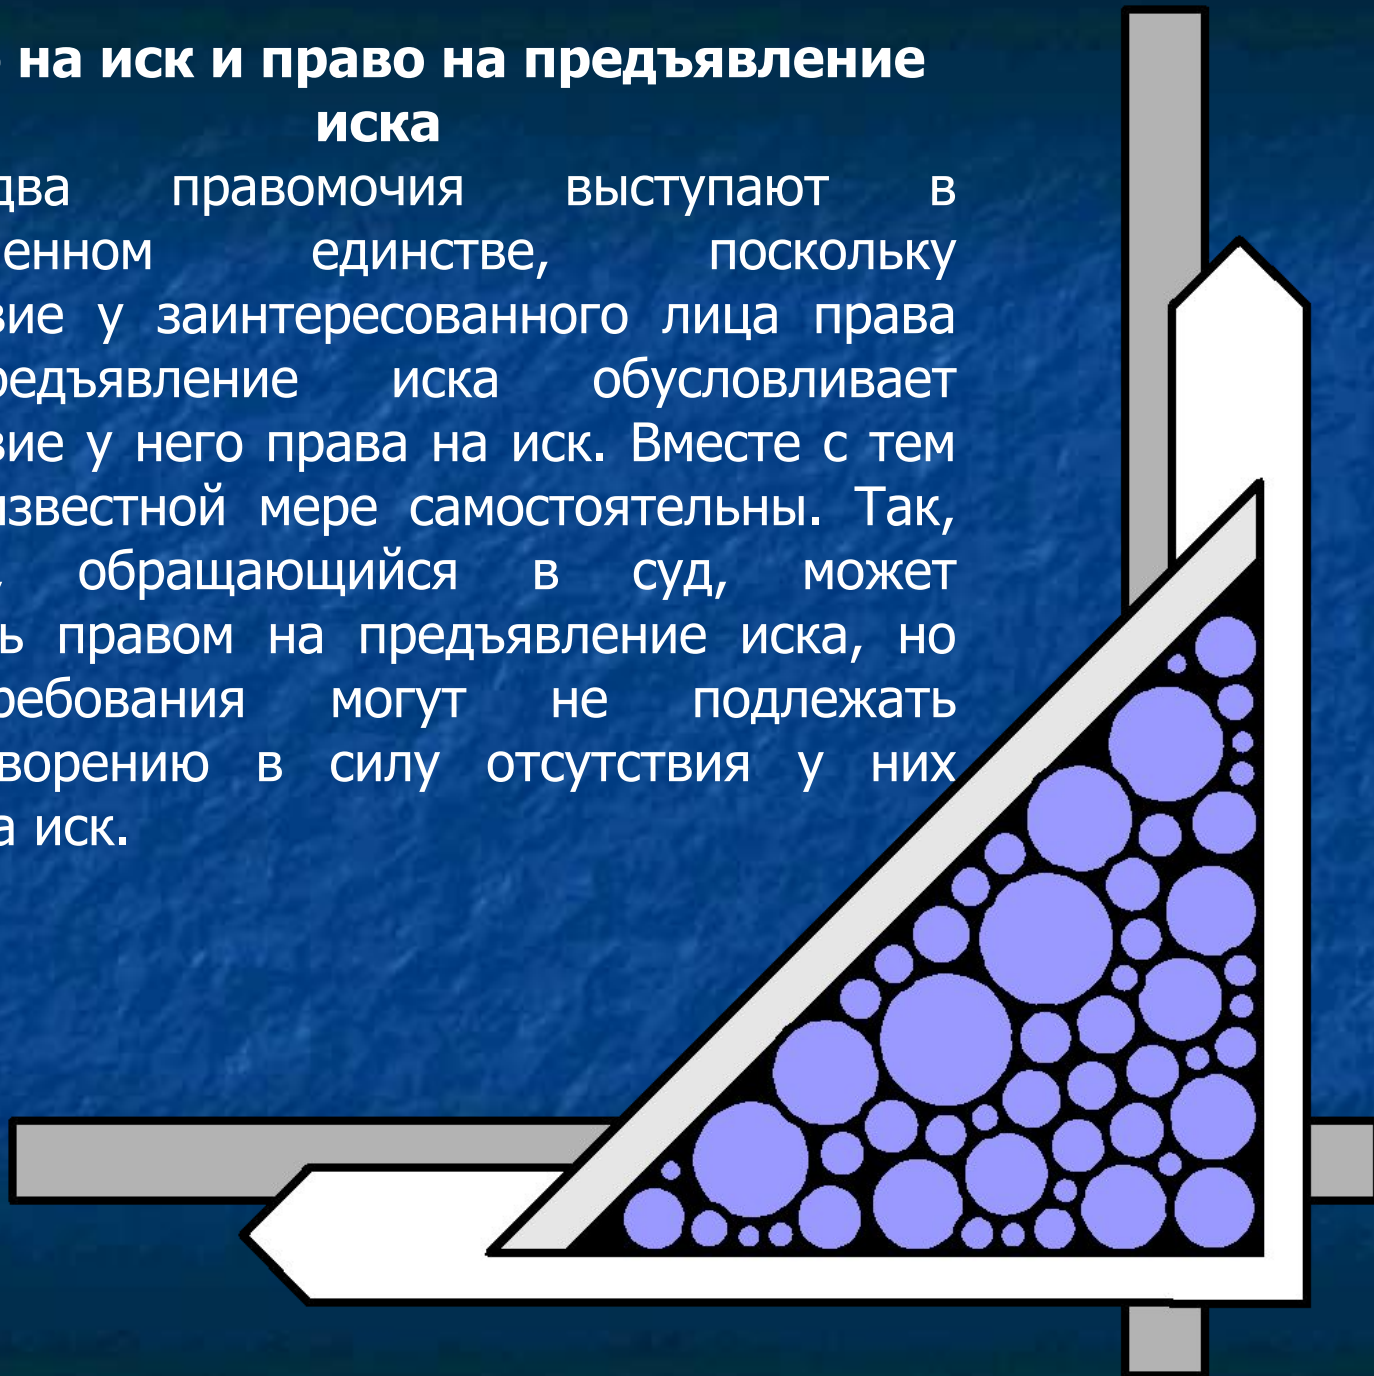 на иск и право на предъявление
иска
два правомочия выступают в
енном единстве, поскольку
вие у заинтересованного лица права
редъявление иска обусловливает
вие у него права на иск. Вместе с тем
известной мере самостоятельны. Так,
, обращающийся в суд, может
ь правом на предъявление иска, но
ребования могут не подлежать
ворению в силу отсутствия у них
а иск.